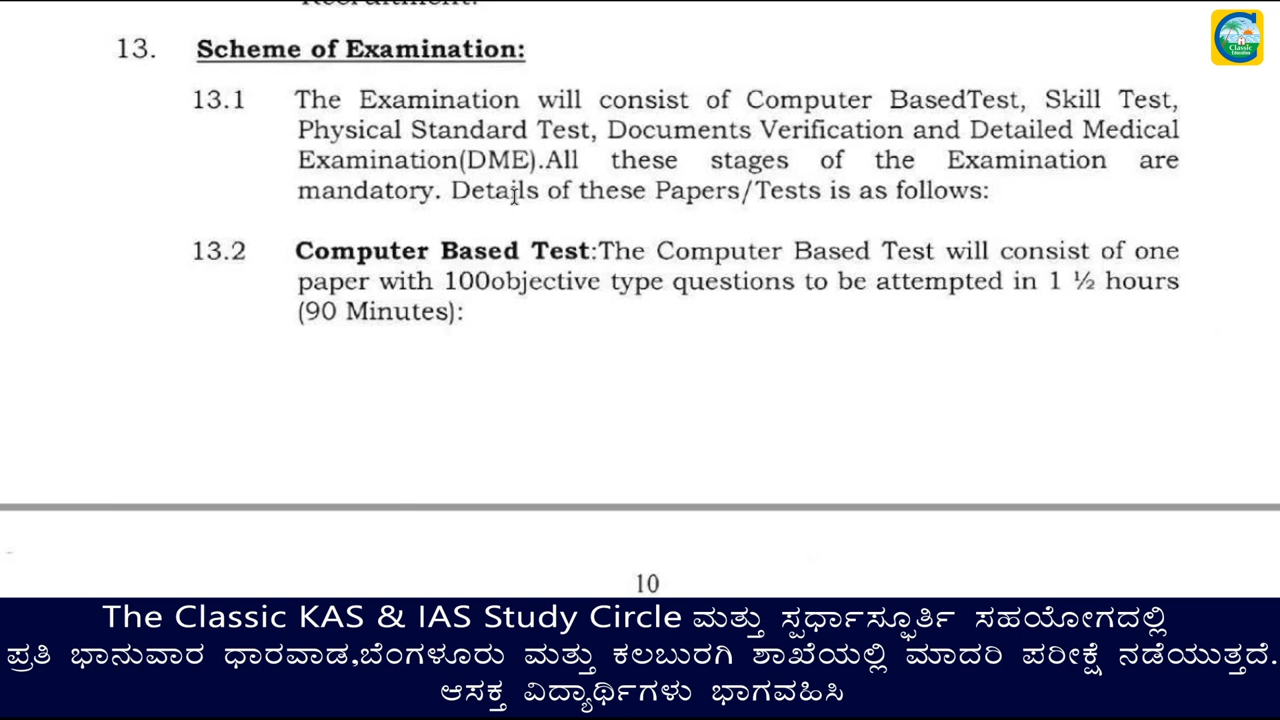 Recruitment.
13. Scheme of Examination:
13.1 The Examination will consist of Computer BasedTest, Skill Test,
Physical Standard Test, Documents Verification and Detailed Medical
Examination(DME).All these stages of the Examination are
mandatory. Details of these Papers/Tests is as follows:
13.2 Computer Based Test:The Computer Based Test will consist of one
paper with 100objective type questions to be attempted in 1 ½ hours
(90 Minutes):
10
Classic
Education
The Classic KAS & IAS Study Circle ಮತ್ತು ಸ್ಪರ್ಧಾಸ್ಫೂರ್ತಿ ಸಹಯೋಗದಲ್ಲಿ
ಪ್ರತಿ ಭಾನುವಾರ ಧಾರವಾಡ,ಬೆಂಗಳೂರು ಮತ್ತು ಕಲಬುರಗಿ ಶಾಖೆಯಲ್ಲಿ ಮಾದರಿ ಪರೀಕ್ಷೆ ನಡೆಯುತ್ತದೆ.
ಆಸಕ್ತ ವಿದ್ಯಾರ್ಥಿಗಳು ಭಾಗವಹಿಸಿ